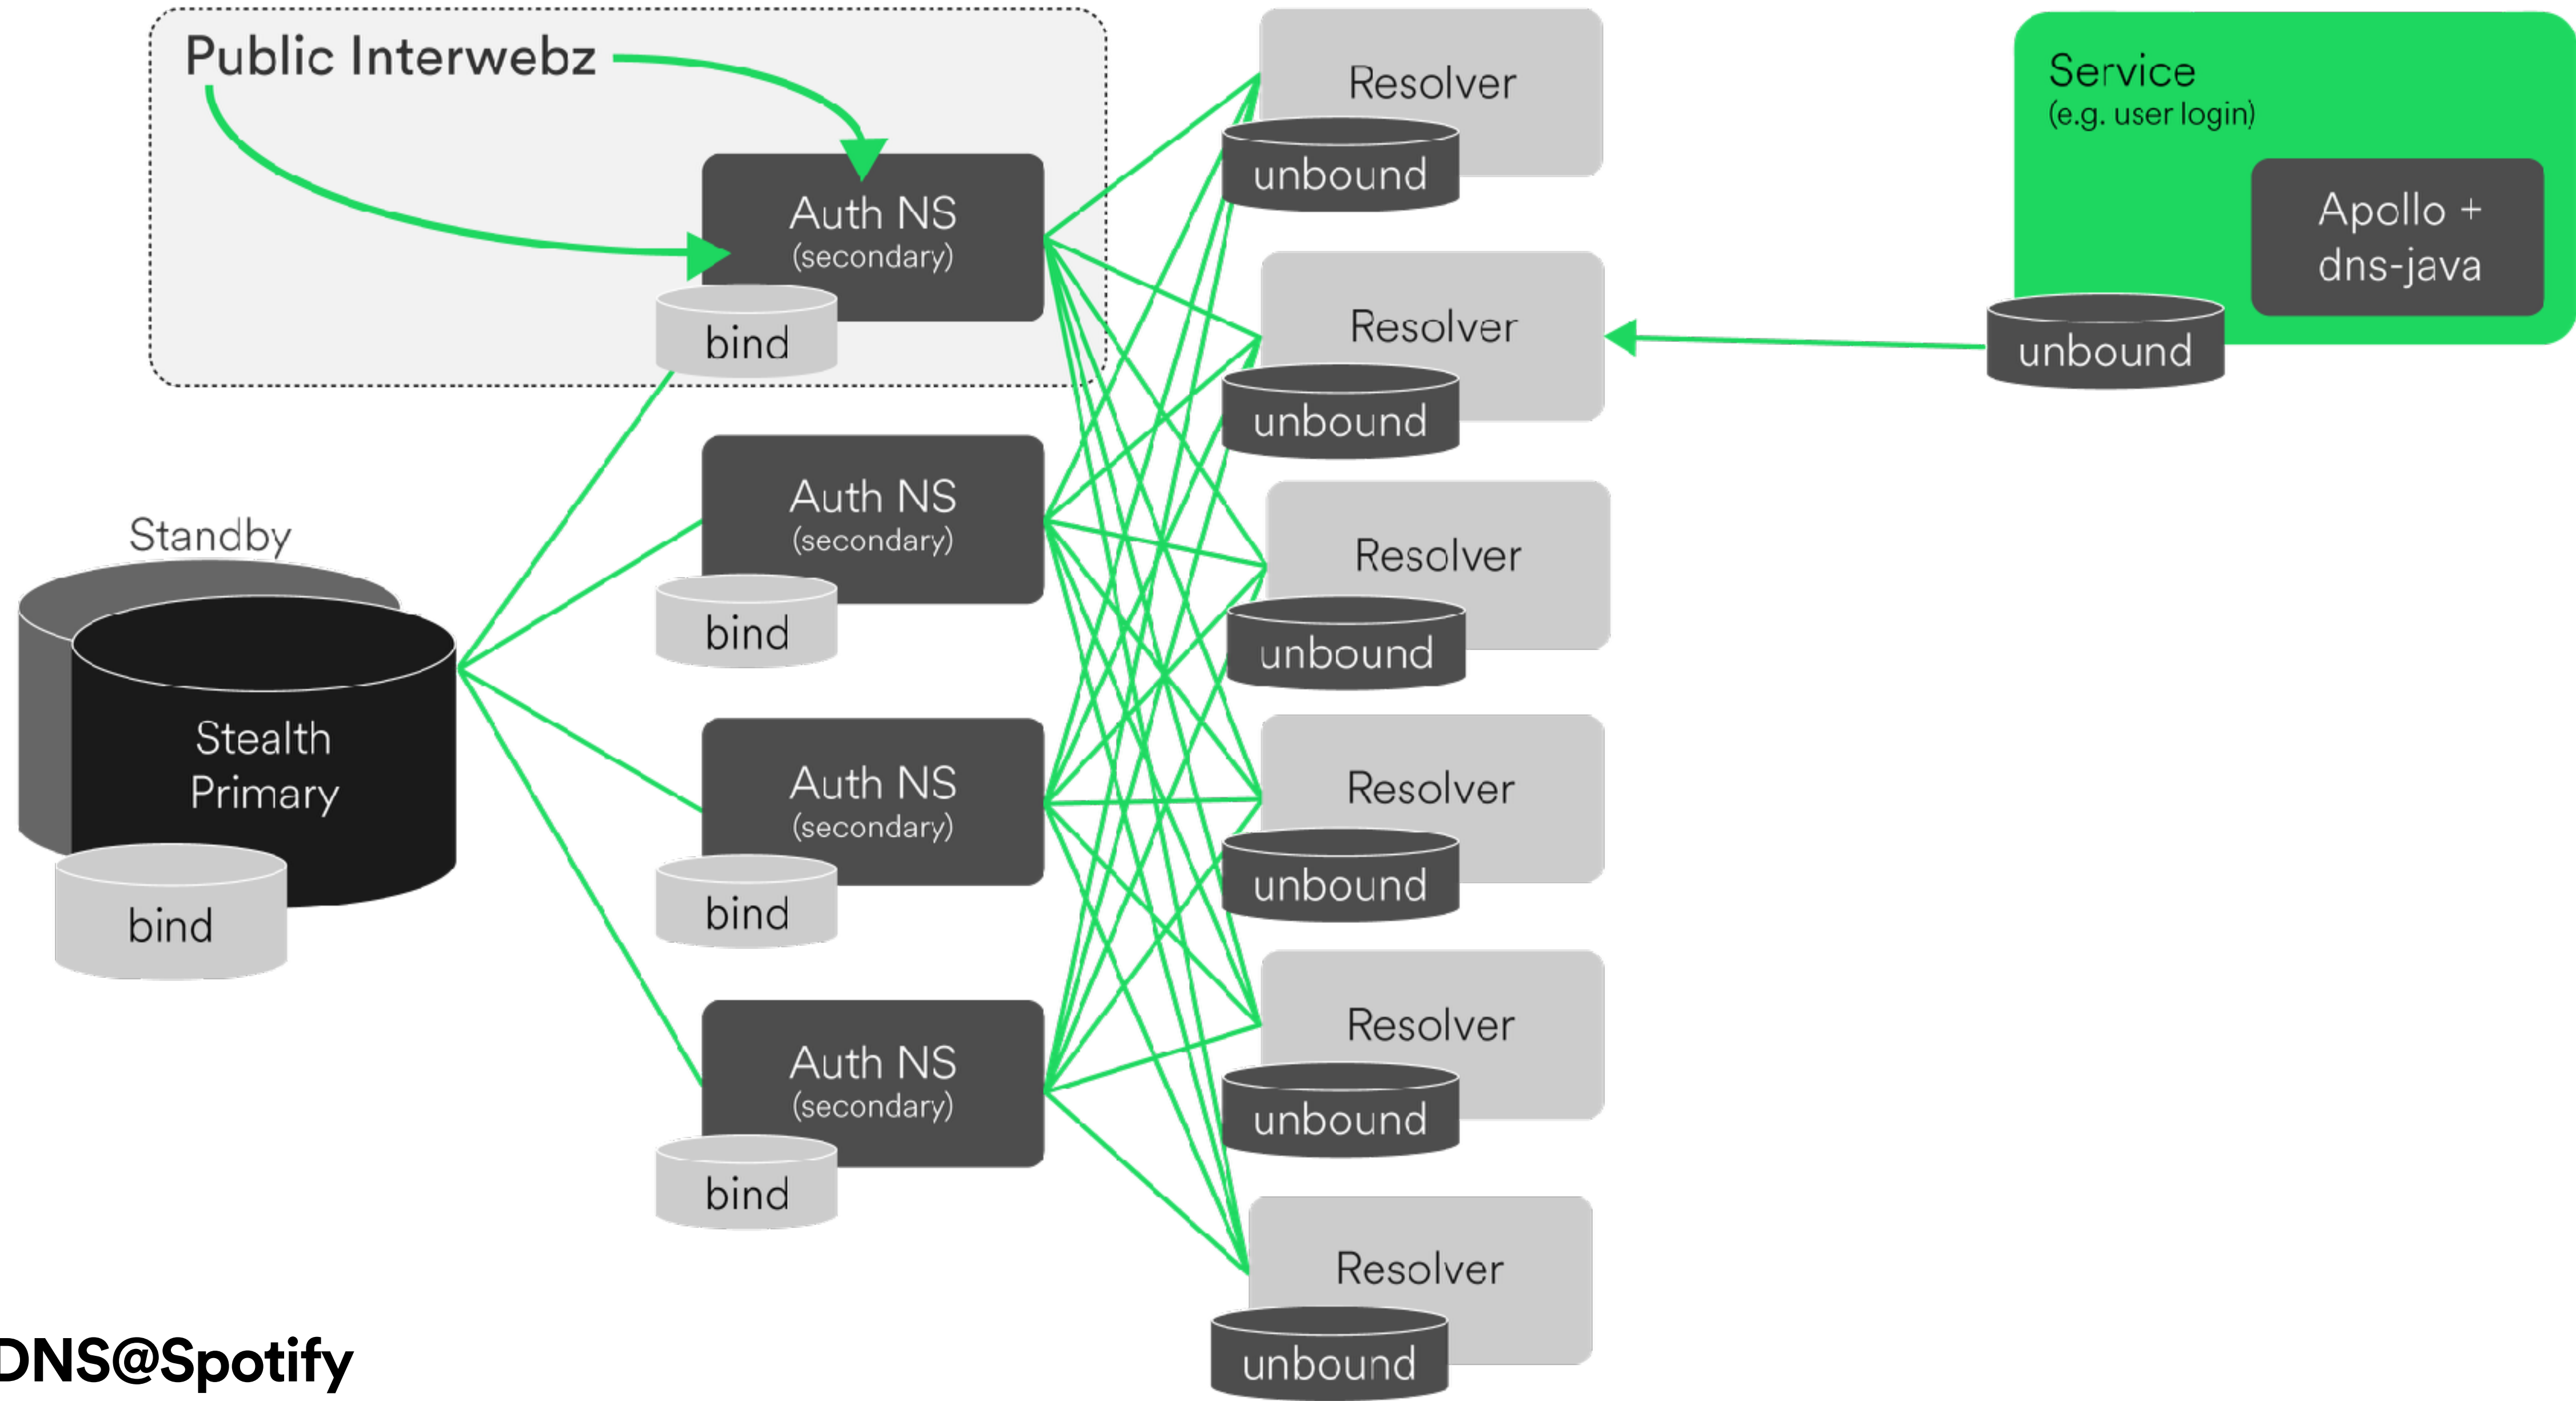 Public Interwebz
Auth NS
(secondary)
bind
Auth NS
(secondary)
bind
Auth NS
(secondary)
bind
Auth NS
(secondary)
bind
Standby
Stealth
Primary
bind
Resolver
unbound
Resolver
unbound
Resolver
unbound
Resolver
unbound
Resolver
unbound
Resolver
unbound
Service
(e.g. user login)
Apollo +
dns-java
unbound
DNS@Spotify